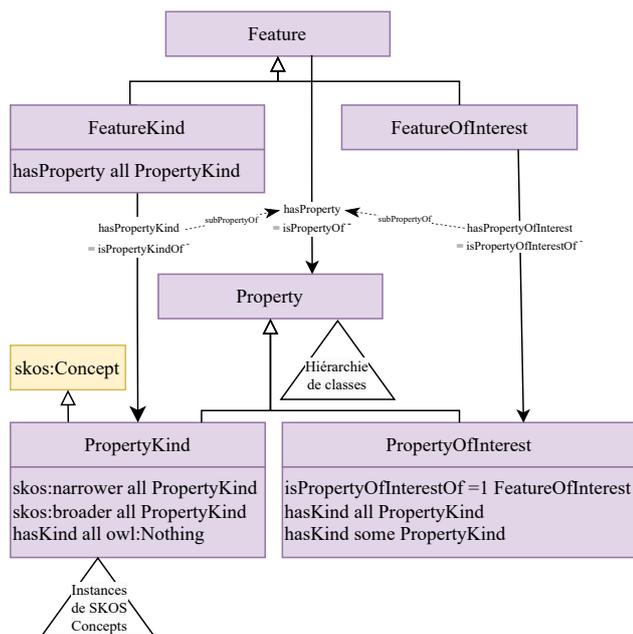 Feature
FeatureKind
hasProperty all PropertyKind
FeatureOfInterest
hasPropertyKind
= isPropertyKindOf⁻
subPropertyOf
hasProperty
= isPropertyOf⁻
subPropertyOf
hasPropertyOfInterest
= isPropertyOfInterestOf⁻
Property
Hiérarchie
de classes
skos:Concept
PropertyKind
skos:narrower all PropertyKind
skos:broader all PropertyKind
hasKind all owl:Nothing
PropertyOfInterest
isPropertyOfInterestOf =1 FeatureOfInterest
hasKind all PropertyKind
hasKind some PropertyKind
Instances
de SKOS
Concepts